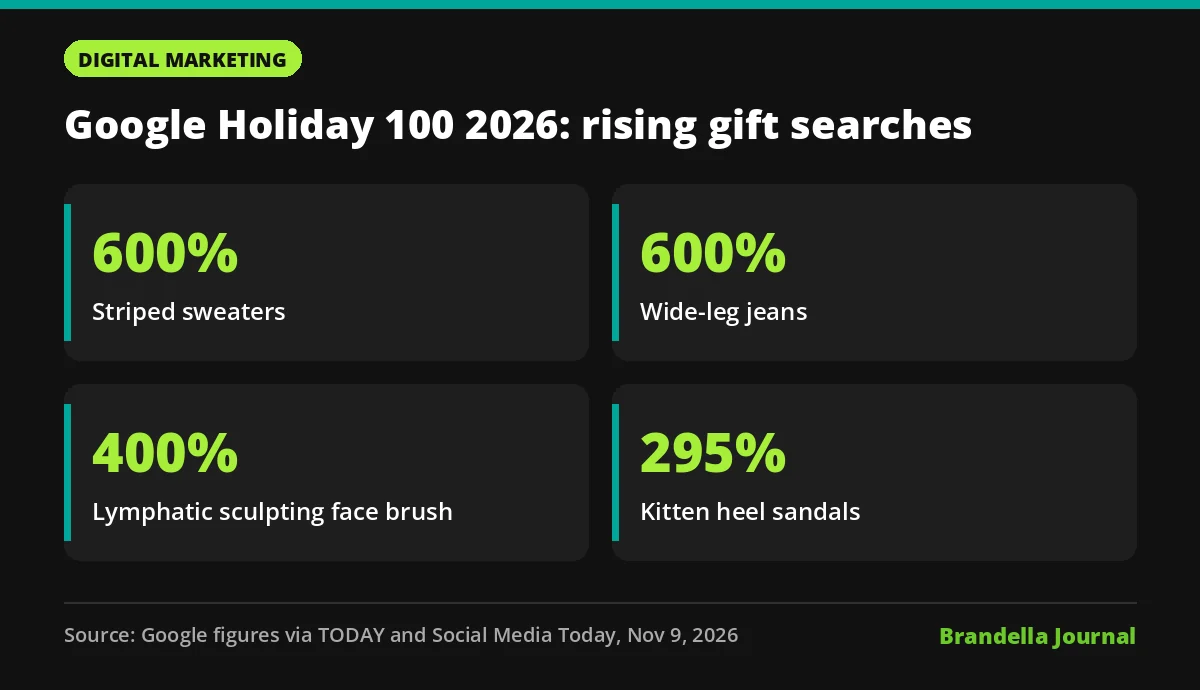 DIGITAL MARKETING
Google Holiday 100 2026: rising gift searches
600%
Striped sweaters
600%
Wide-leg jeans
400%
Lymphatic sculpting face brush
295%
Kitten heel sandals
Source: Google figures via TODAY and Social Media Today, Nov 9, 2026
Brandella Journal